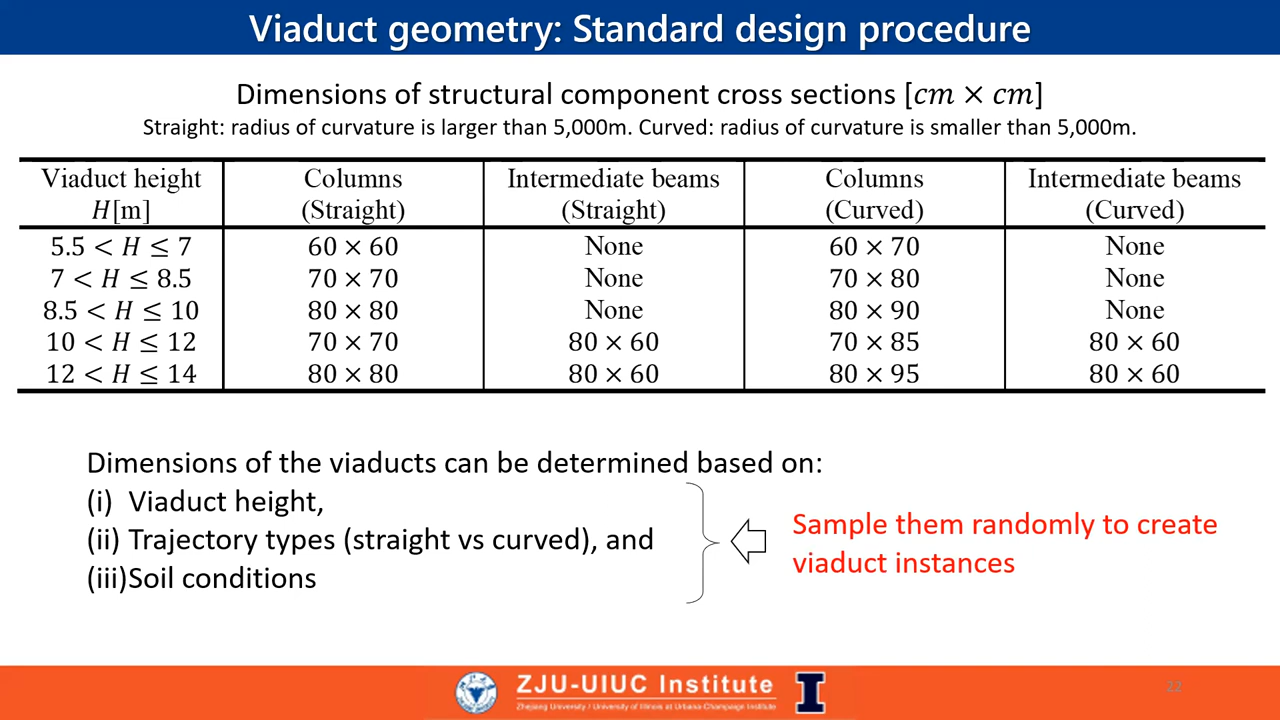 Viaduct geometry: Standard design procedure
Dimensions of structural component cross sections [cm × cm]
Straight: radius of curvature is larger than 5,000m. Curved: radius of curvature is smaller than 5,000m.
Viaduct height H[m] Columns (Straight) Intermediate beams (Straight) Columns (Curved) Intermediate beams (Curved)
5.5 < H ≤ 7 60 × 60 None 60 × 70 None
7 < H ≤ 8.5 70 × 70 None 70 × 80 None
8.5 < H ≤ 10 80 × 80 None 80 × 90 None
10 < H ≤ 12 70 × 70 80 × 60 70 × 85 80 × 60
12 < H ≤ 14 80 × 80 80 × 60 80 × 95 80 × 60
Dimensions of the viaducts can be determined based on:
(i) Viaduct height,
(ii) Trajectory types (straight vs curved), and
(iii)Soil conditions
Sample them randomly to create
viaduct instances
ZJU-UIUC Institute
Zhejiang University / University of Illinois at Urbana-Champaign Institute
I
22